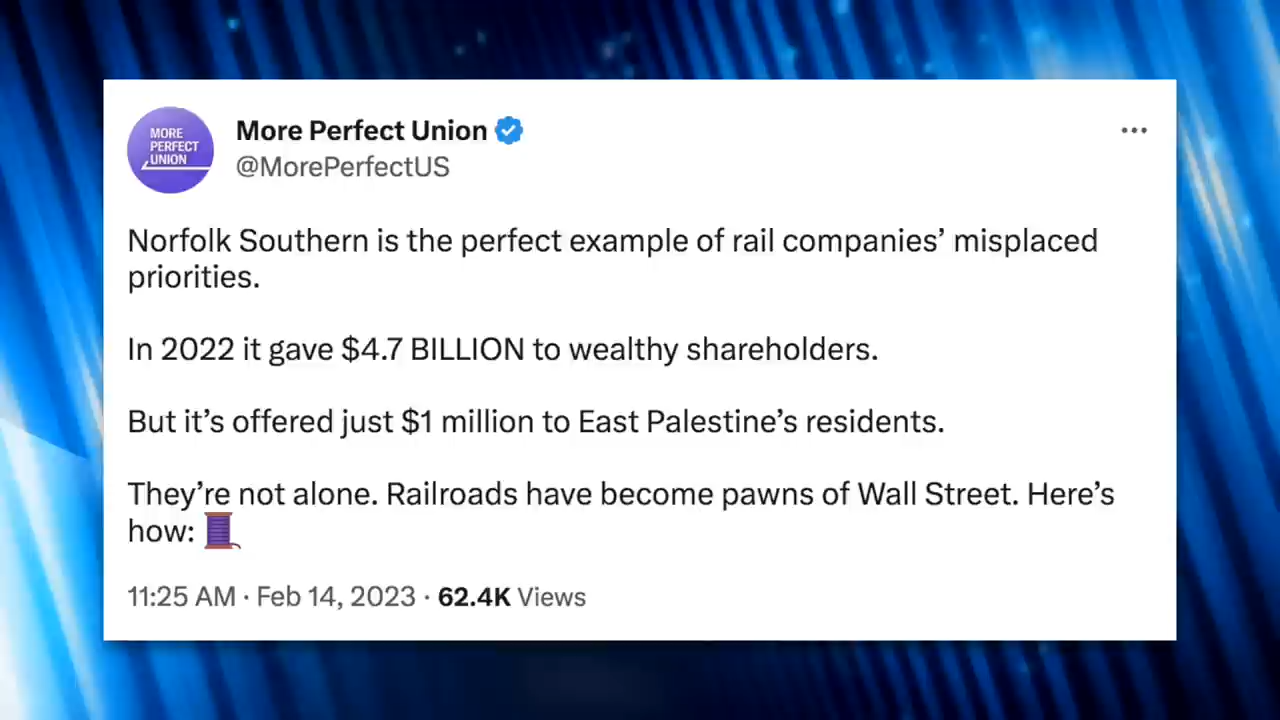 MORE
PERFECT
UNION
More Perfect Union
@MorePerfectUS
Norfolk Southern is the perfect example of rail companies’ misplaced
priorities.
In 2022 it gave $4.7 BILLION to wealthy shareholders.
But it’s offered just $1 million to East Palestine’s residents.
They’re not alone. Railroads have become pawns of Wall Street. Here’s
how: 🧵
11:25 AM · Feb 14, 2023 · 62.4K Views